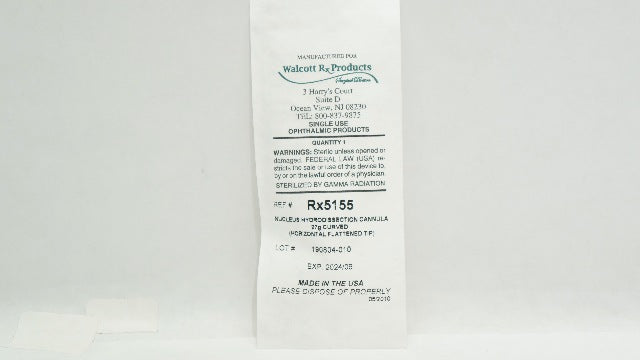 MANUFACTURED FOR
Walcott Rx Products
3 Harry's Court
Suite D
Ocean View, NJ 08230
TEL: 800-837-9875
SINGLE USE
OPHTHALMIC PRODUCTS
QUANTITY 1
WARNINGS: Sterile unless opened or
damaged. FEDERAL LAW (USA) re-
stricts the sale or use of this device to,
by or on the lawful order of a physician.
STERILIZED BY GAMMA RADIATION
REF # Rx5155
NUCLEUS HYDRODISSECTION CANNULA
27g CURVED
(HORIZONTAL FLATTENED TIP)
LOT # 190804-010
EXP. 2024/08
MADE IN THE USA
PLEASE DISPOSE OF PROPERLY